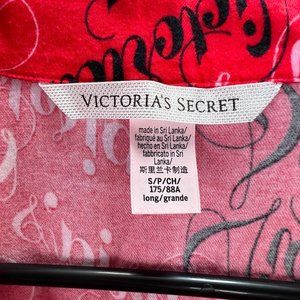 VICTORIA'S SECRET
made in Sri Lanka/
fabriqué au Sri Lanka/
hecho en Sri Lanka/
fabbricato in Sri
Lanka/
斯里兰卡制造
S/P/CH/
175/88A
long/grande